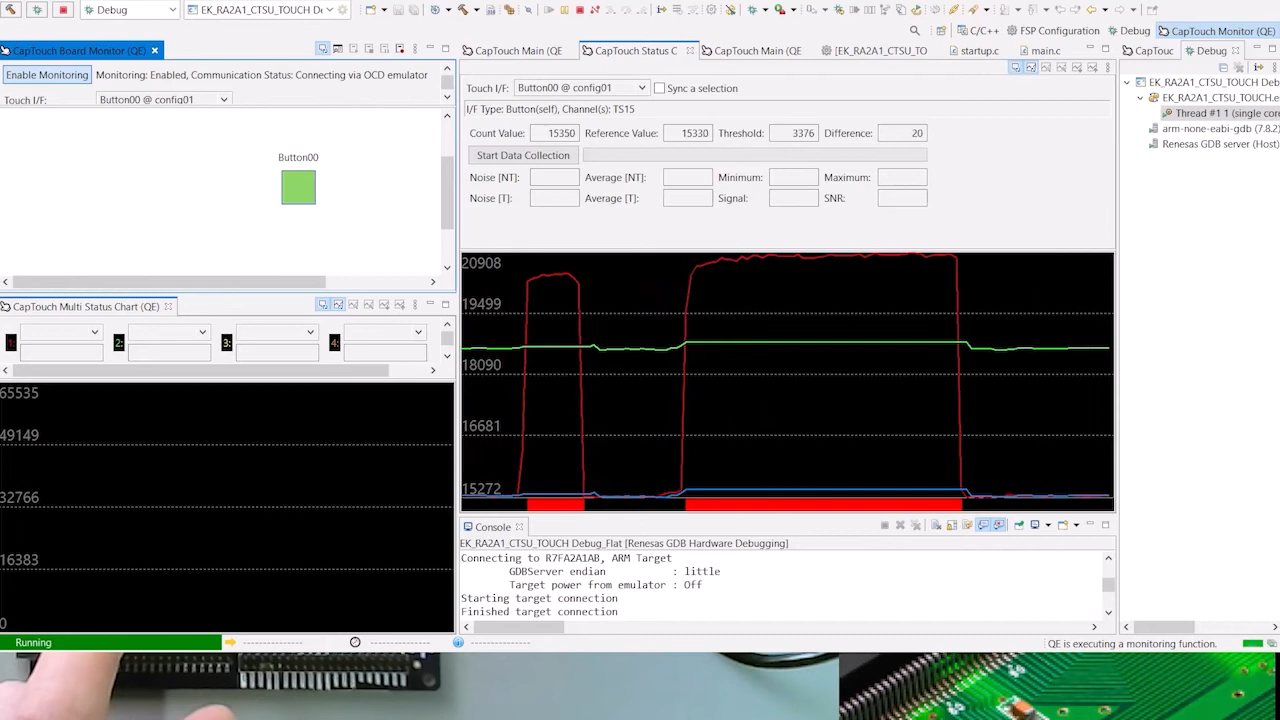 Debug
EK_RA2A1_CTSU_TOUCH De
C/C++
FSP Configuration
Debug
CapTouch Monitor (QE)
CapTouch Board Monitor (QE)
Enable Monitoring
Monitoring: Enabled, Communication Status: Connecting via OCD emulator
Touch I/F:
Button00 @ config01
Button00
CapTouch Multi Status Chart (QE)
1:
2:
3:
4:
65535
49149
32766
16383
0
CapTouch Main (QE
CapTouch Status C
CapTouch Main (QE
[EK_RA2A1_CTSU_TO
startup.c
main.c
Touch I/F:
Button00 @ config01
Sync a selection
I/F Type: Button(self), Channel(s): TS15
Count Value: 15350 Reference Value: 15330 Threshold: 3376 Difference: 20
Start Data Collection
Noise [NT]: Average [NT]: Minimum: Maximum:
Noise [T]: Average [T]: Signal: SNR:
20908
19499
18090
16681
15272
Console
EK_RA2A1_CTSU_TOUCH Debug_Flat [Renesas GDB Hardware Debugging]
Connecting to R7FA2A1AB, ARM Target
GDBServer endian : little
Target power from emulator : Off
Starting target connection
Finished target connection
CapTouc
Debug
EK_RA2A1_CTSU_TOUCH Deb
EK_RA2A1_CTSU_TOUCH.e
Thread #1 1 (single core
arm-none-eabi-gdb (7.8.2)
Renesas GDB server (Host)
Running
QE is executing a monitoring function.